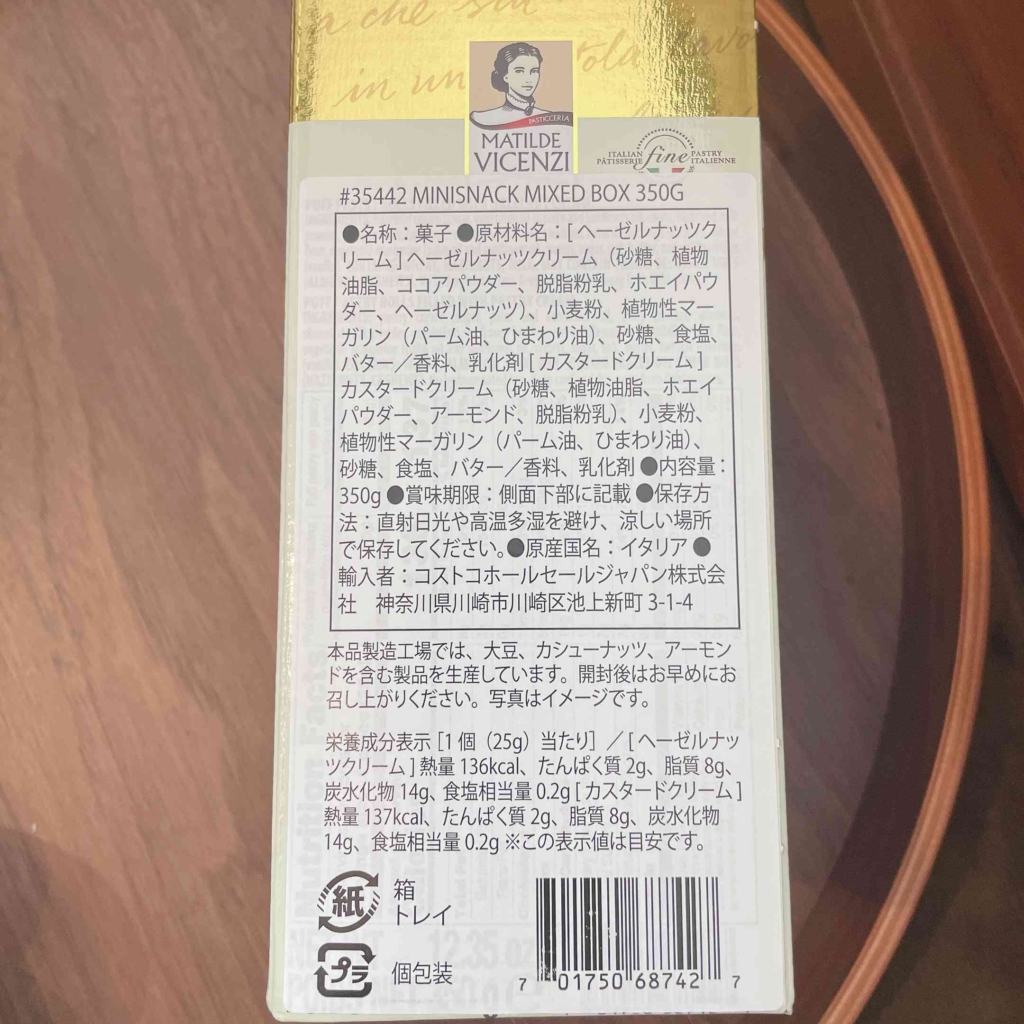 a che
in un
PASTICCERIA
MATILDE
VICENZI
ITALIAN fine PASTRY
PÂTISSERIE ITALIENNE
#35442 MINISNACK MIXED BOX 350G
●名称：菓子 ●原材料名：[ ヘーゼルナッツク
リーム ] ヘーゼルナッツクリーム（砂糖、植物
油脂、ココアパウダー、脱脂粉乳、ホエイパウ
ダー、ヘーゼルナッツ）、小麦粉、植物性マー
ガリン（パーム油、ひまわり油）、砂糖、食塩、
バター／香料、乳化剤 [ カスタードクリーム ]
カスタードクリーム（砂糖、植物油脂、ホエイ
パウダー、アーモンド、脱脂粉乳）、小麦粉、
植物性マーガリン（パーム油、ひまわり油）、
砂糖、食塩、バター／香料、乳化剤 ●内容量：
350g ●賞味期限：側面下部に記載 ●保存方
法：直射日光や高温多湿を避け、涼しい場所
で保存してください。●原産国名：イタリア ●
輸入者：コストコホールセールジャパン株式会
社　神奈川県川崎市川崎区池上新町 3-1-4
本品製造工場では、大豆、カシューナッツ、アーモン
ドを含む製品を生産しています。開封後はお早めにお
召し上がりください。写真はイメージです。
栄養成分表示［1 個（25g）当たり］／ [ ヘーゼルナッ
ツクリーム ] 熱量 136kcal、たんぱく質 2g、脂質 8g、
炭水化物 14g、食塩相当量 0.2g [ カスタードクリーム ]
熱量 137kcal、たんぱく質 2g、脂質 8g、炭水化物
14g、食塩相当量 0.2g ※この表示値は目安です。
紙 箱
トレイ
プラ 個包装
7 01750 68742 7